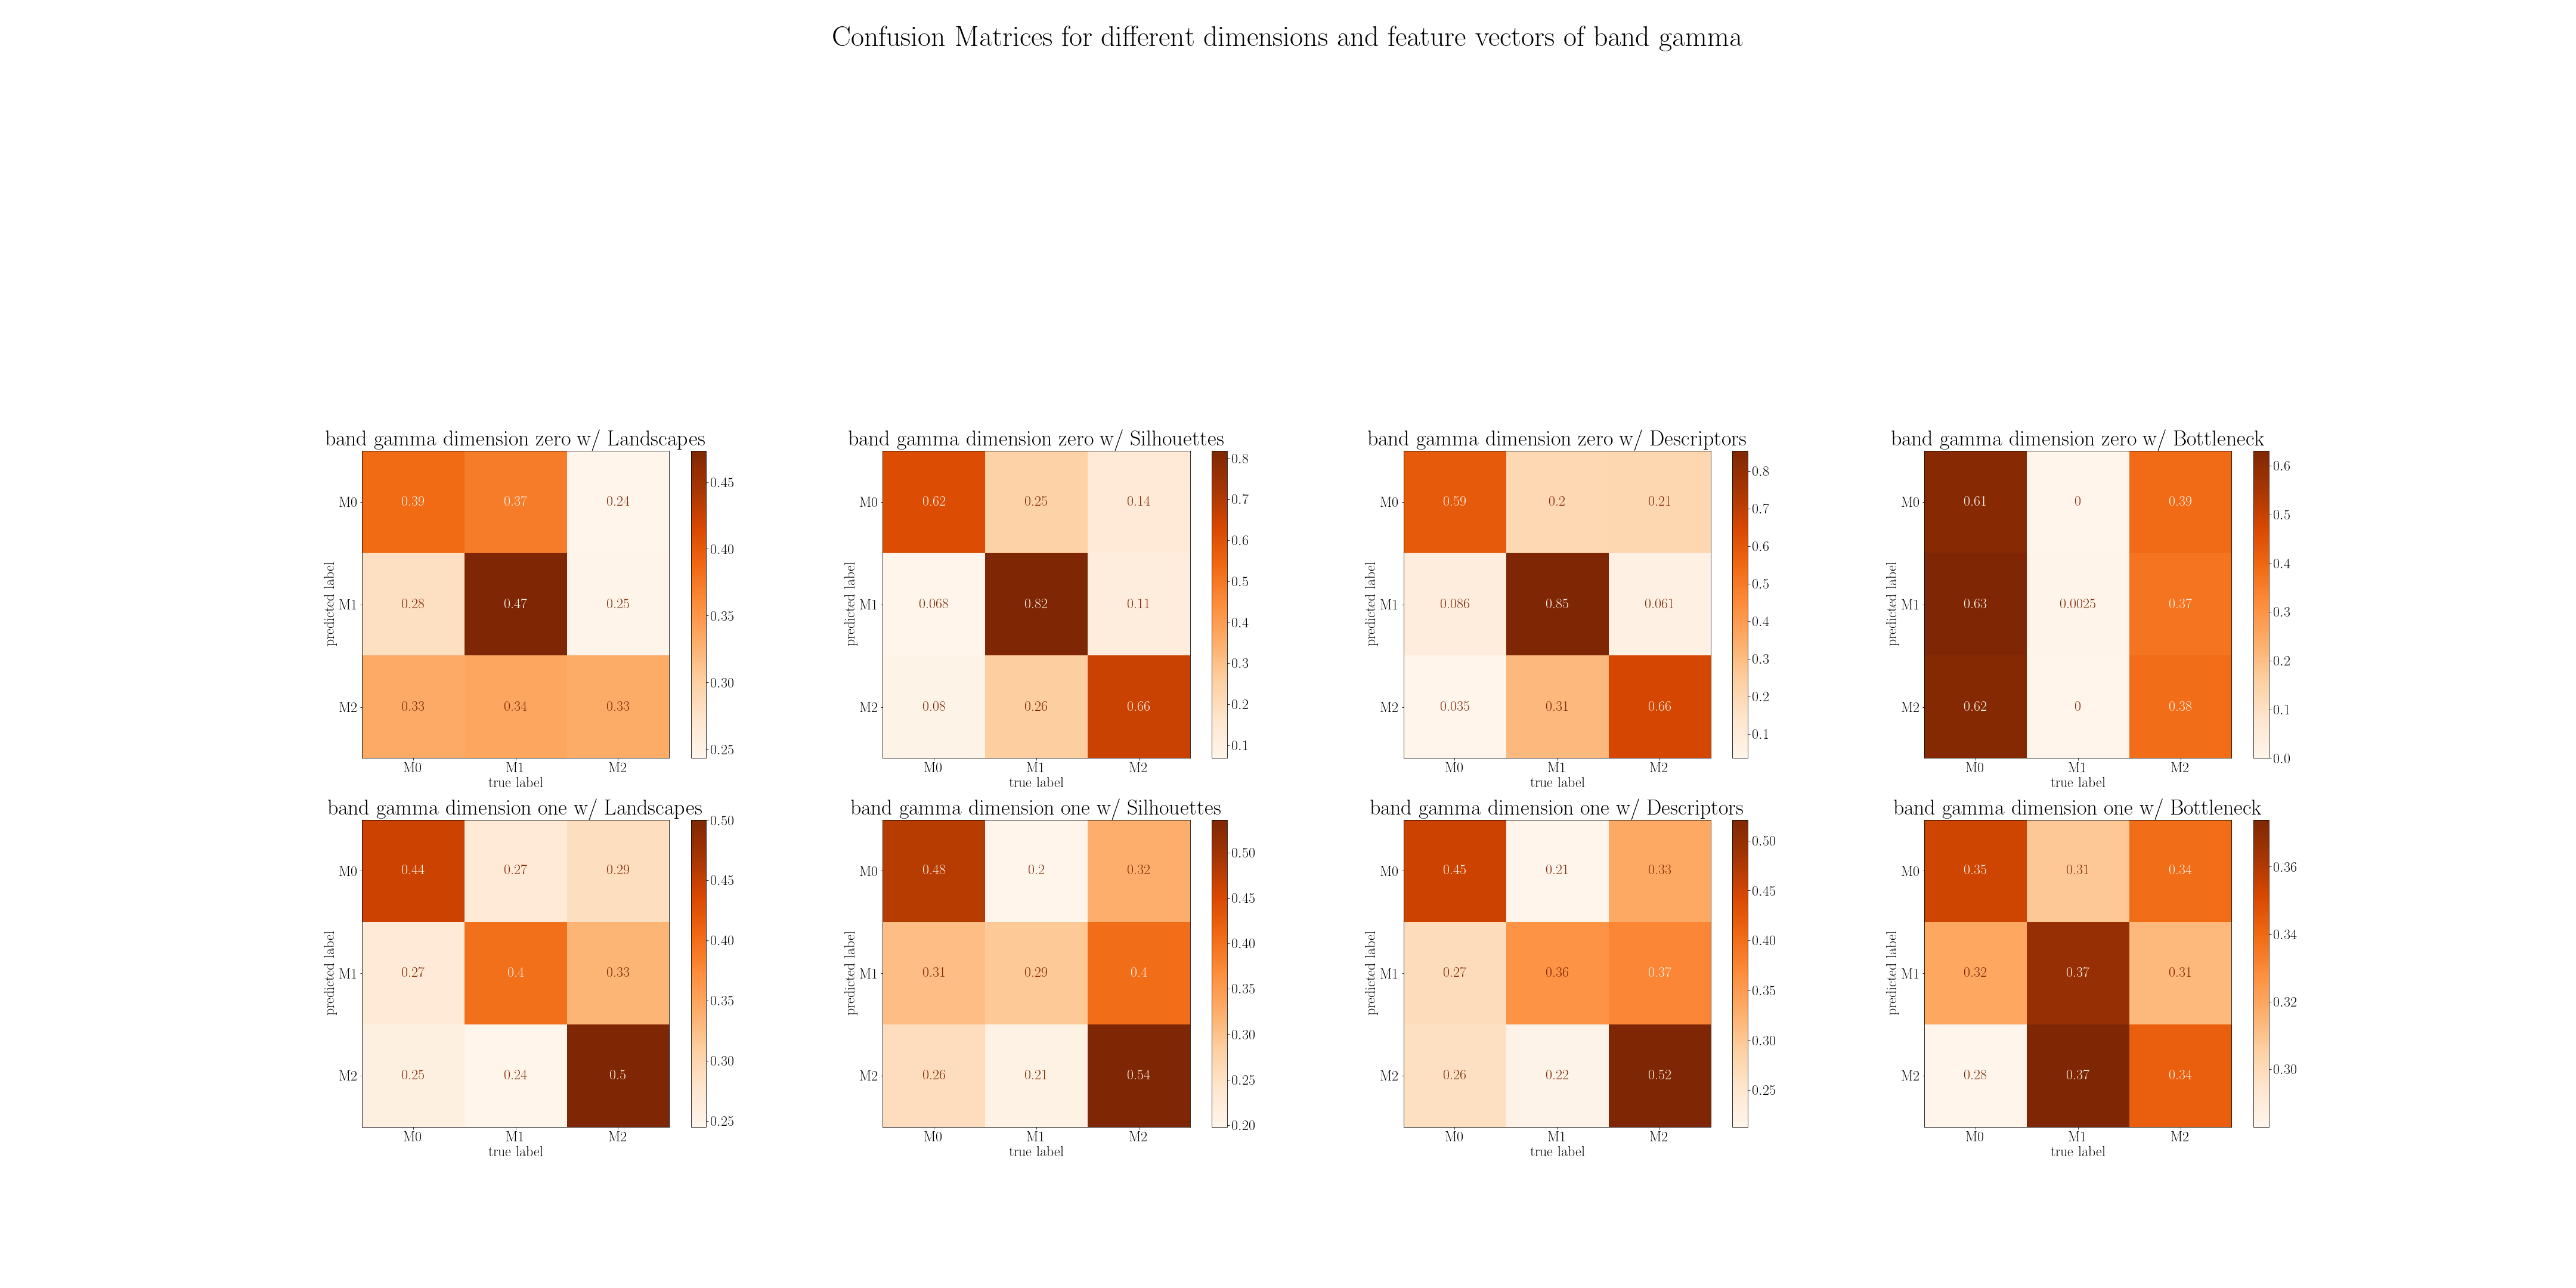 Confusion Matrices for different dimensions and feature vectors of band gamma
band gamma dimension zero w/ Landscapes
predicted label
M0 0.39 0.37 0.24
M1 0.28 0.47 0.25
M2 0.33 0.34 0.33
M0 M1 M2
true label
0.45
0.40
0.35
0.30
0.25
band gamma dimension zero w/ Silhouettes
predicted label
M0 0.62 0.25 0.14
M1 0.068 0.82 0.11
M2 0.08 0.26 0.66
M0 M1 M2
true label
0.8
0.7
0.6
0.5
0.4
0.3
0.2
0.1
band gamma dimension zero w/ Descriptors
predicted label
M0 0.59 0.2 0.21
M1 0.086 0.85 0.061
M2 0.035 0.31 0.66
M0 M1 M2
true label
0.8
0.7
0.6
0.5
0.4
0.3
0.2
0.1
band gamma dimension zero w/ Bottleneck
predicted label
M0 0.61 0 0.39
M1 0.63 0.0025 0.37
M2 0.62 0 0.38
M0 M1 M2
true label
0.6
0.5
0.4
0.3
0.2
0.1
0.0
band gamma dimension one w/ Landscapes
predicted label
M0 0.44 0.27 0.29
M1 0.27 0.4 0.33
M2 0.25 0.24 0.5
M0 M1 M2
true label
0.50
0.45
0.40
0.35
0.30
0.25
band gamma dimension one w/ Silhouettes
predicted label
M0 0.48 0.2 0.32
M1 0.31 0.29 0.4
M2 0.26 0.21 0.54
M0 M1 M2
true label
0.50
0.45
0.40
0.35
0.30
0.25
0.20
band gamma dimension one w/ Descriptors
predicted label
M0 0.45 0.21 0.33
M1 0.27 0.36 0.37
M2 0.26 0.22 0.52
M0 M1 M2
true label
0.50
0.45
0.40
0.35
0.30
0.25
band gamma dimension one w/ Bottleneck
predicted label
M0 0.35 0.31 0.34
M1 0.32 0.37 0.31
M2 0.28 0.37 0.34
M0 M1 M2
true label
0.36
0.34
0.32
0.30